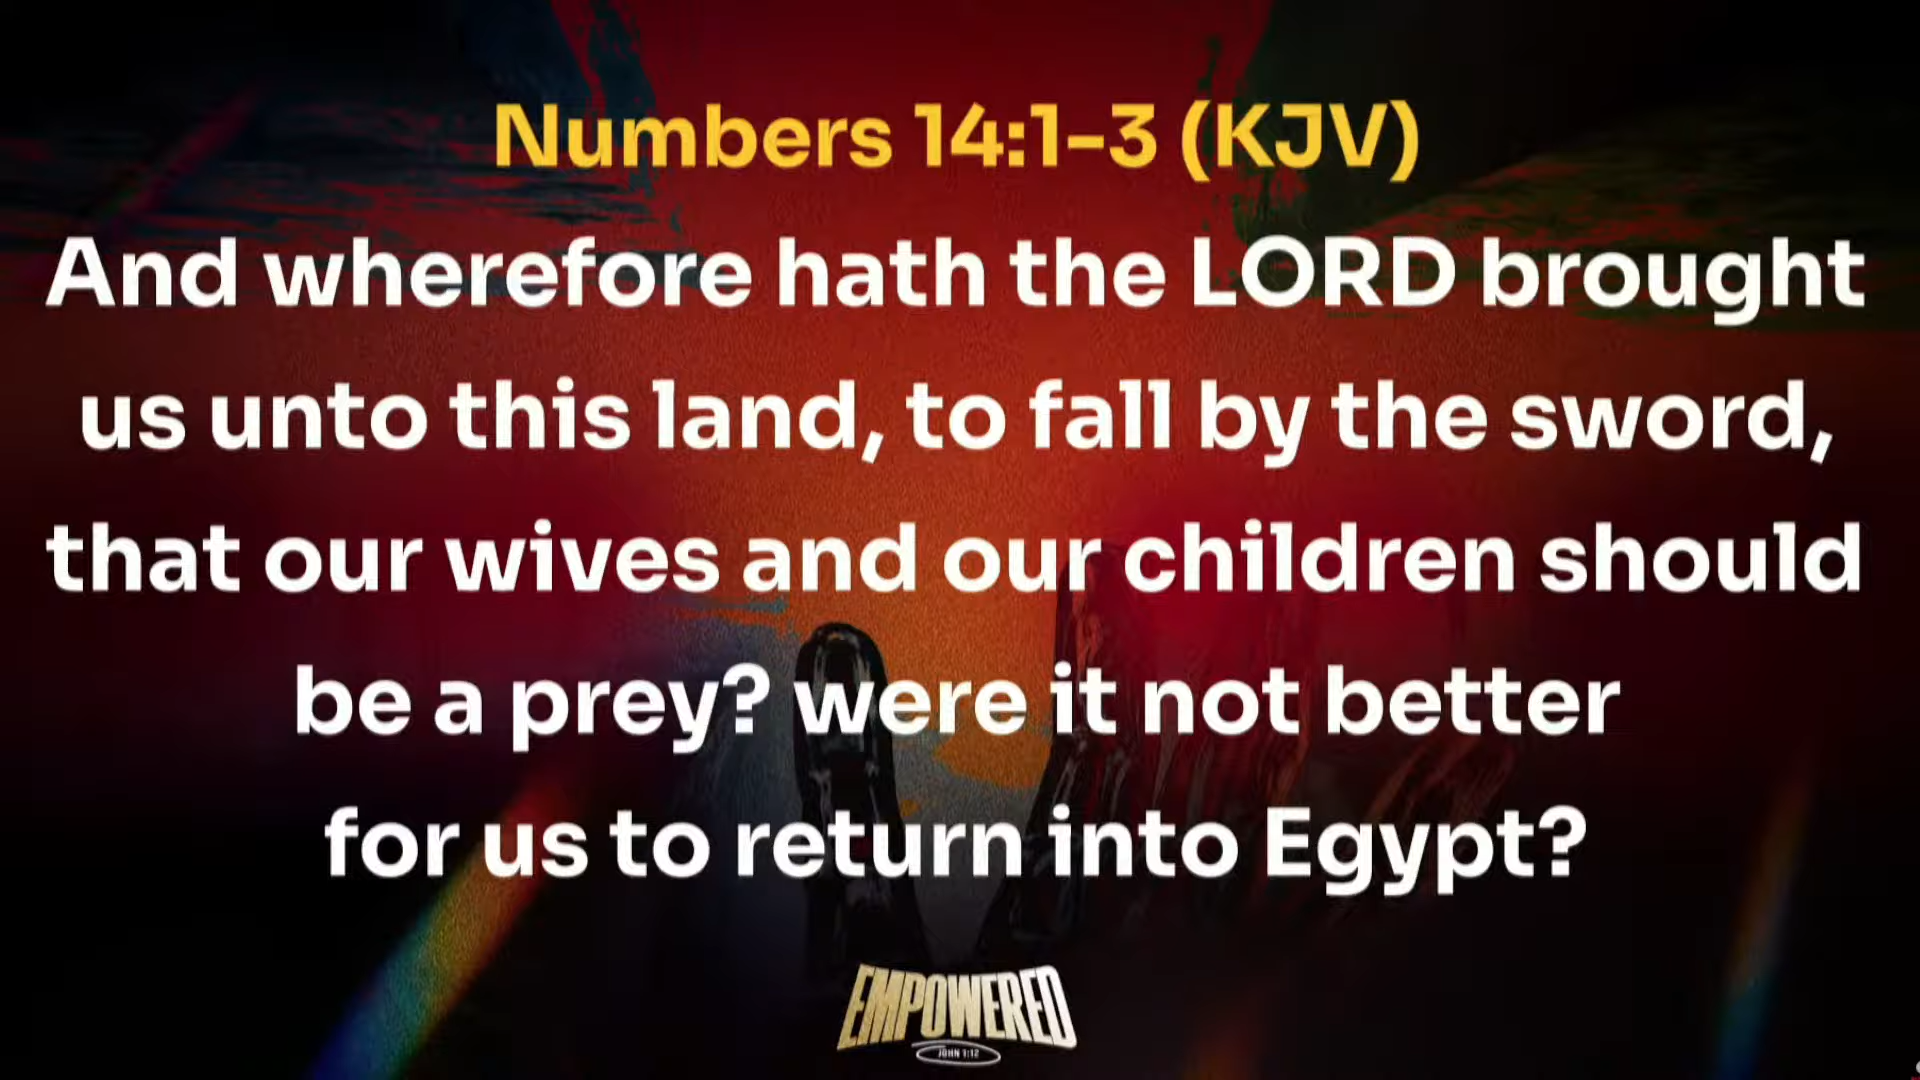 Numbers 14:1-3 (KJV)
And wherefore hath the LORD brought
us unto this land, to fall by the sword,
that our wives and our children should
be a prey? were it not better
for us to return into Egypt?
EMPOWERED
JOHN 1:12